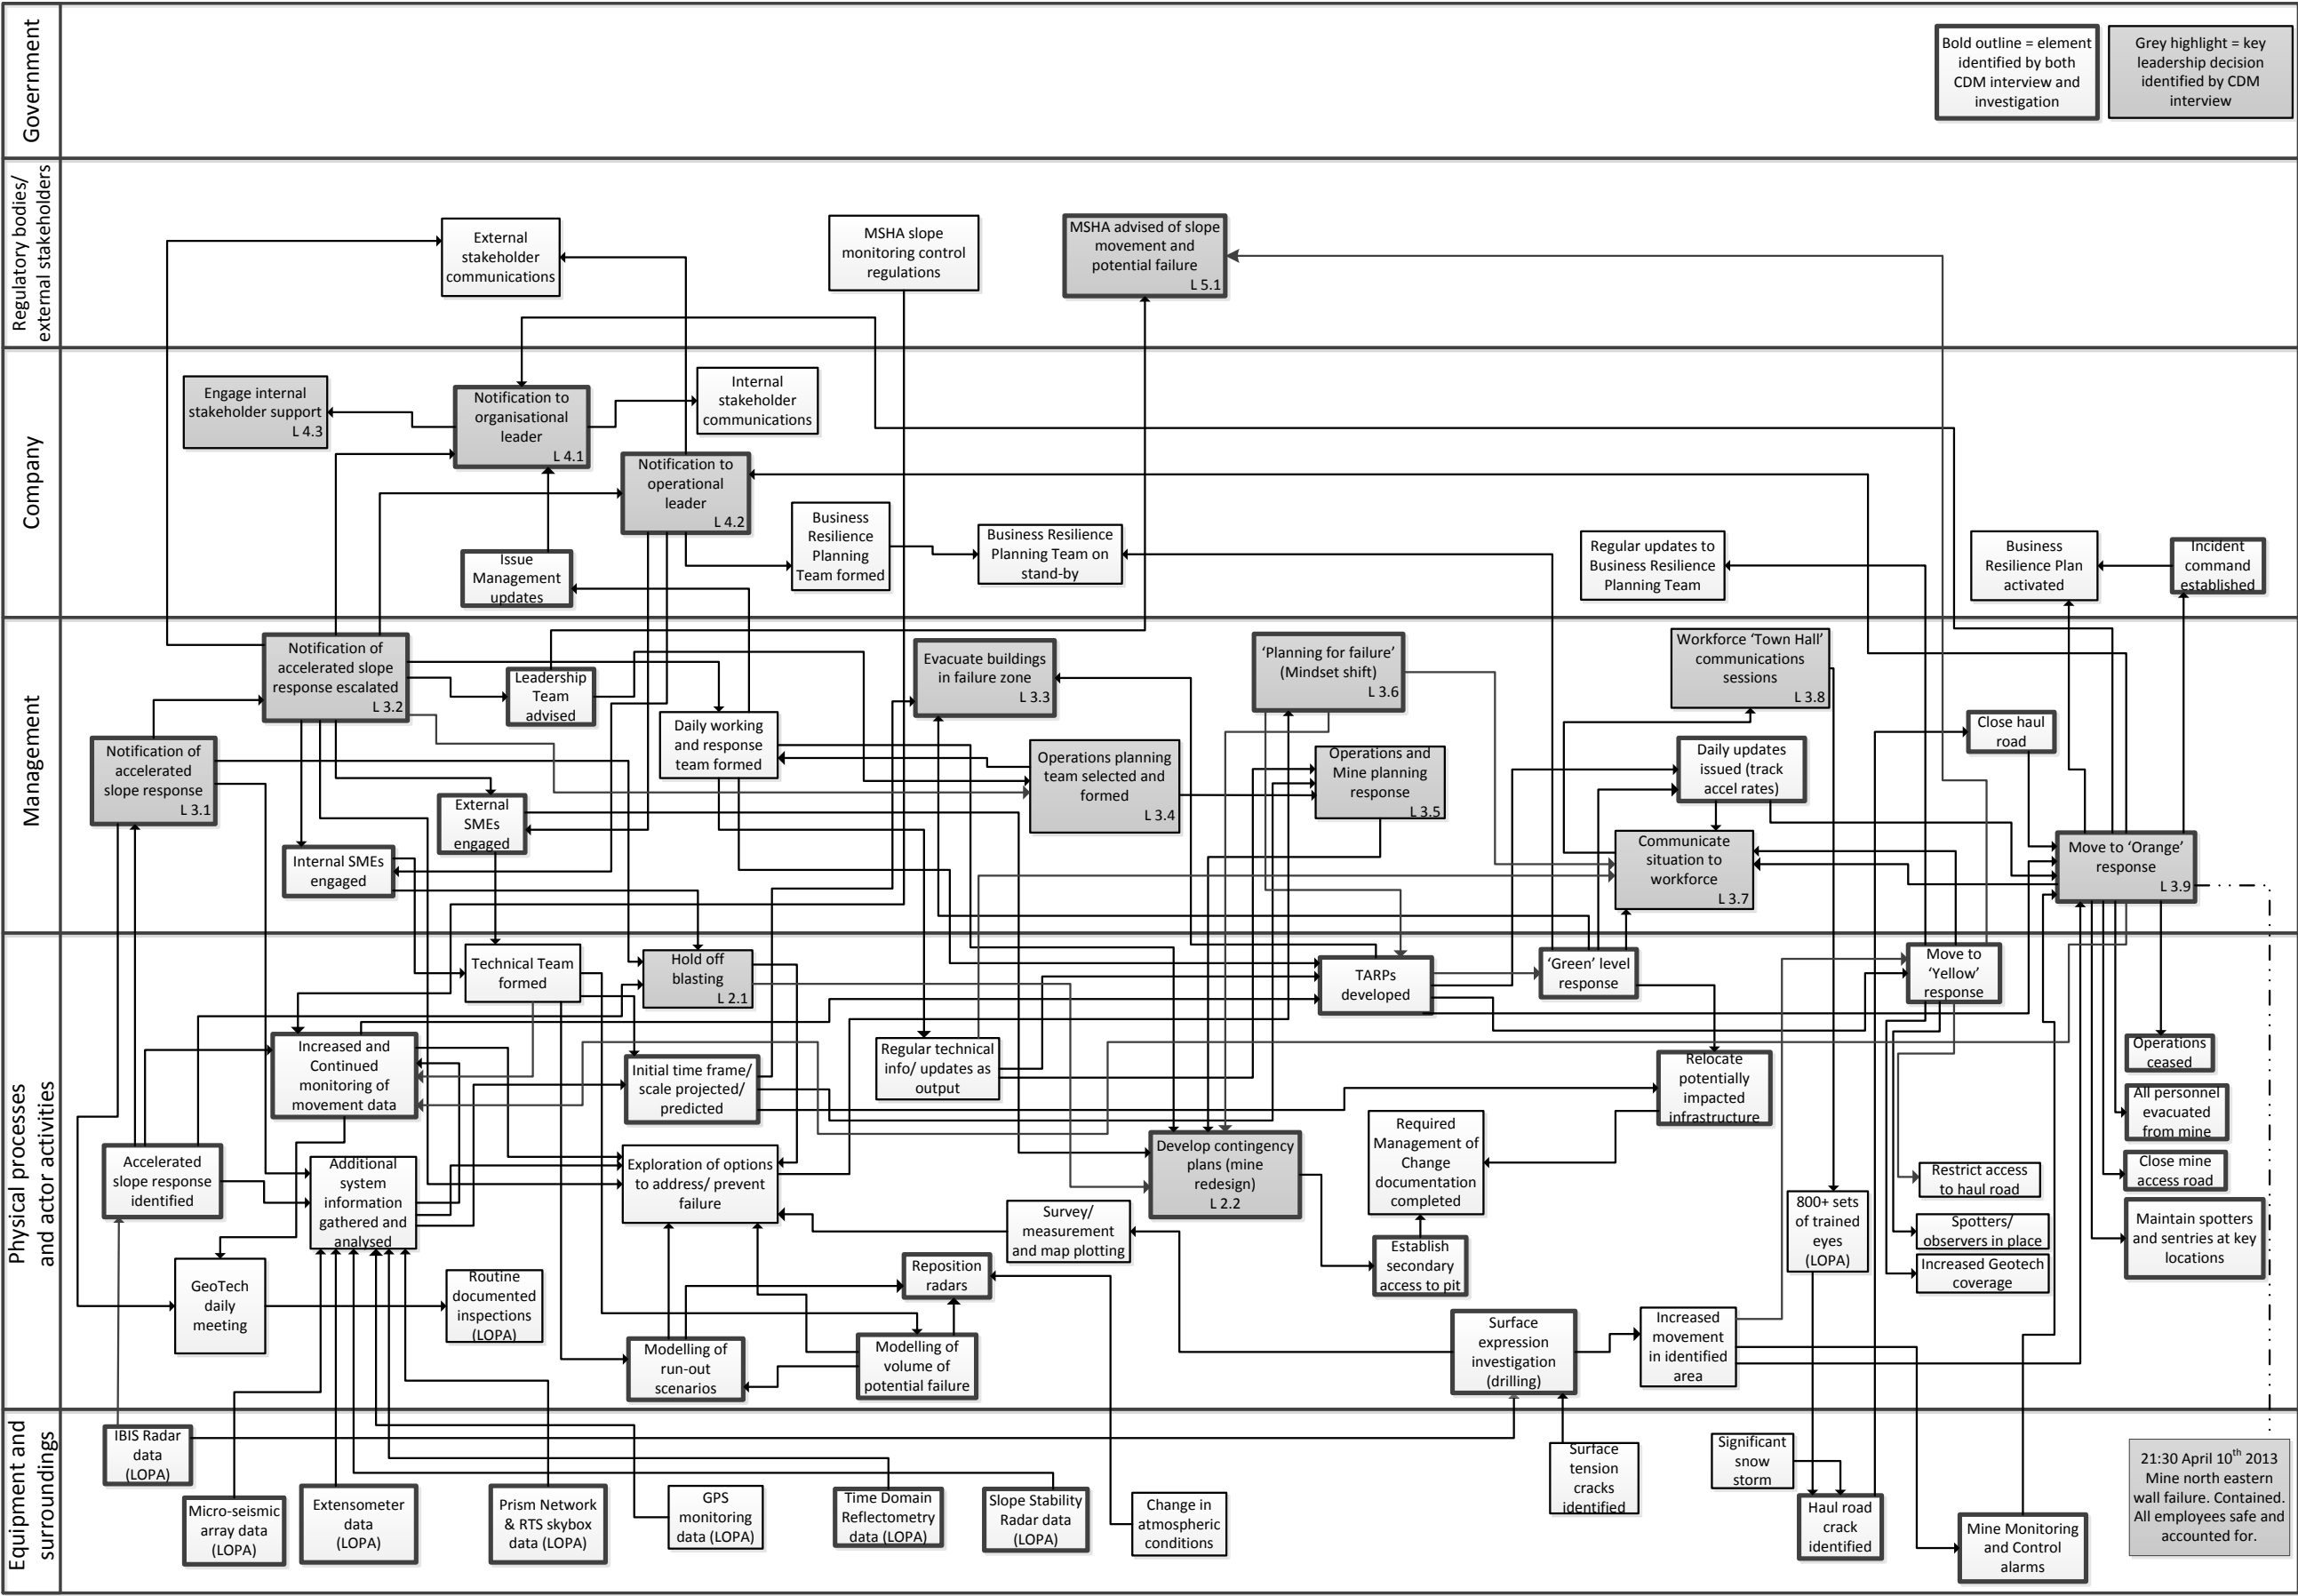 Government
Bold outline = element
identified by both
CDM interview and
investigation
Grey highlight = key
leadership decision
identified by CDM
interview
Regulatory bodies/
external stakeholders
External
stakeholder
communications
MSHA slope
monitoring control
regulations
MSHA advised of slope
movement and
potential failure
L 5.1
Company
Engage internal
stakeholder support
L 4.3
Notification to
organisational
leader
L 4.1
Internal
stakeholder
communications
Notification to
operational
leader
L 4.2
Issue
Management
updates
Business
Resilience
Planning
Team formed
Business Resilience
Planning Team on
stand-by
Regular updates to
Business Resilience
Planning Team
Business
Resilience Plan
activated
Incident
command
established
Management
Notification of
accelerated slope
response escalated
L 3.2
Leadership
Team
advised
Evacuate buildings
in failure zone
L 3.3
‘Planning for failure’
(Mindset shift)
L 3.6
Workforce ‘Town Hall’
communications
sessions
L 3.8
Notification of
accelerated
slope response
L 3.1
Daily working
and response
team formed
Operations planning
team selected and
formed
L 3.4
Operations and
Mine planning
response
L 3.5
Daily updates
issued (track
accel rates)
Close haul
road
External
SMEs
engaged
Internal SMEs
engaged
Communicate
situation to
workforce
L 3.7
Move to ‘Orange’
response
L 3.9
Physical processes
and actor activities
Technical Team
formed
Hold off
blasting
L 2.1
TARPs
developed
‘Green’ level
response
Move to
‘Yellow’
response
Increased and
Continued
monitoring of
movement data
Initial time frame/
scale projected/
predicted
Regular technical
info/ updates as
output
Relocate
potentially
impacted
infrastructure
Operations
ceased
All personnel
evacuated
from mine
Accelerated
slope response
identified
Additional
system
information
gathered and
analysed
Exploration of options
to address/ prevent
failure
Develop contingency
plans (mine
redesign)
L 2.2
Required
Management of
Change
documentation
completed
Restrict access
to haul road
Close mine
access road
Survey/
measurement
and map plotting
800+ sets
of trained
eyes
(LOPA)
Spotters/
observers in place
Maintain spotters
and sentries at key
locations
Increased Geotech
coverage
Establish
secondary
access to pit
GeoTech
daily
meeting
Routine
documented
inspections
(LOPA)
Reposition
radars
Modelling of
run-out
scenarios
Modelling of
volume of
potential failure
Surface
expression
investigation
(drilling)
Increased
movement
in identified
area
Equipment and
surroundings
IBIS Radar
data
(LOPA)
Micro-seismic
array data
(LOPA)
Extensometer
data
(LOPA)
Prism Network
& RTS skybox
data (LOPA)
GPS
monitoring
data (LOPA)
Time Domain
Reflectometry
data (LOPA)
Slope Stability
Radar data
(LOPA)
Change in
atmospheric
conditions
Surface
tension
cracks
identified
Significant
snow
storm
Haul road
crack
identified
Mine Monitoring
and Control
alarms
21:30 April 10th 2013
Mine north eastern
wall failure. Contained.
All employees safe and
accounted for.